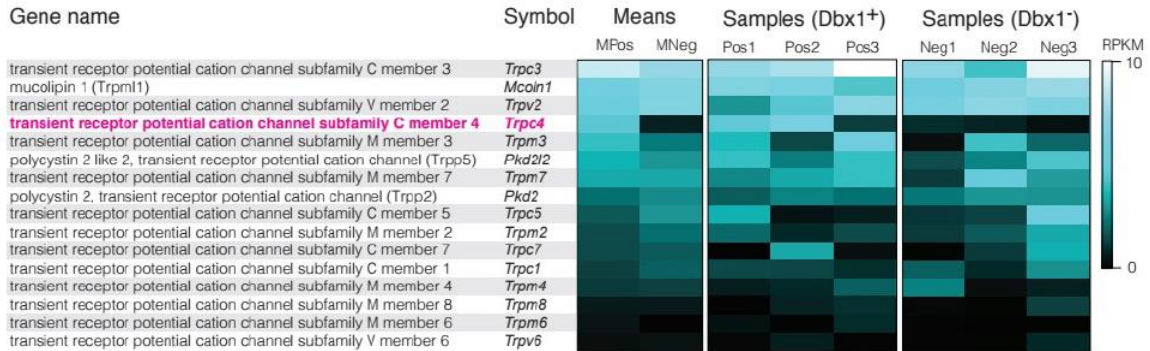 Gene name Symbol Means Samples (Dbx1+) Samples (Dbx1-)
MPos MNeg Pos1 Pos2 Pos3 Neg1 Neg2 Neg3 RPKM
transient receptor potential cation channel subfamily C member 3 Trpc3 10
mucolipin 1 (Trpml1) Mcoln1
transient receptor potential cation channel subfamily V member 2 Trpv2
transient receptor potential cation channel subfamily C member 4 Trpc4
transient receptor potential cation channel subfamily M member 3 Trpm3
polycystin 2 like 2, transient receptor potential cation channel (Trpp5) Pkd2l2
transient receptor potential cation channel subfamily M member 7 Trpm7
polycystin 2, transient receptor potential cation channel (Trpp2) Pkd2
transient receptor potential cation channel subfamily C member 5 Trpc5
transient receptor potential cation channel subfamily M member 2 Trpm2
transient receptor potential cation channel subfamily C member 7 Trpc7
transient receptor potential cation channel subfamily C member 1 Trpc1 0
transient receptor potential cation channel subfamily M member 4 Trpm4
transient receptor potential cation channel subfamily M member 8 Trpm8
transient receptor potential cation channel subfamily M member 6 Trpm6
transient receptor potential cation channel subfamily V member 6 Trpv6